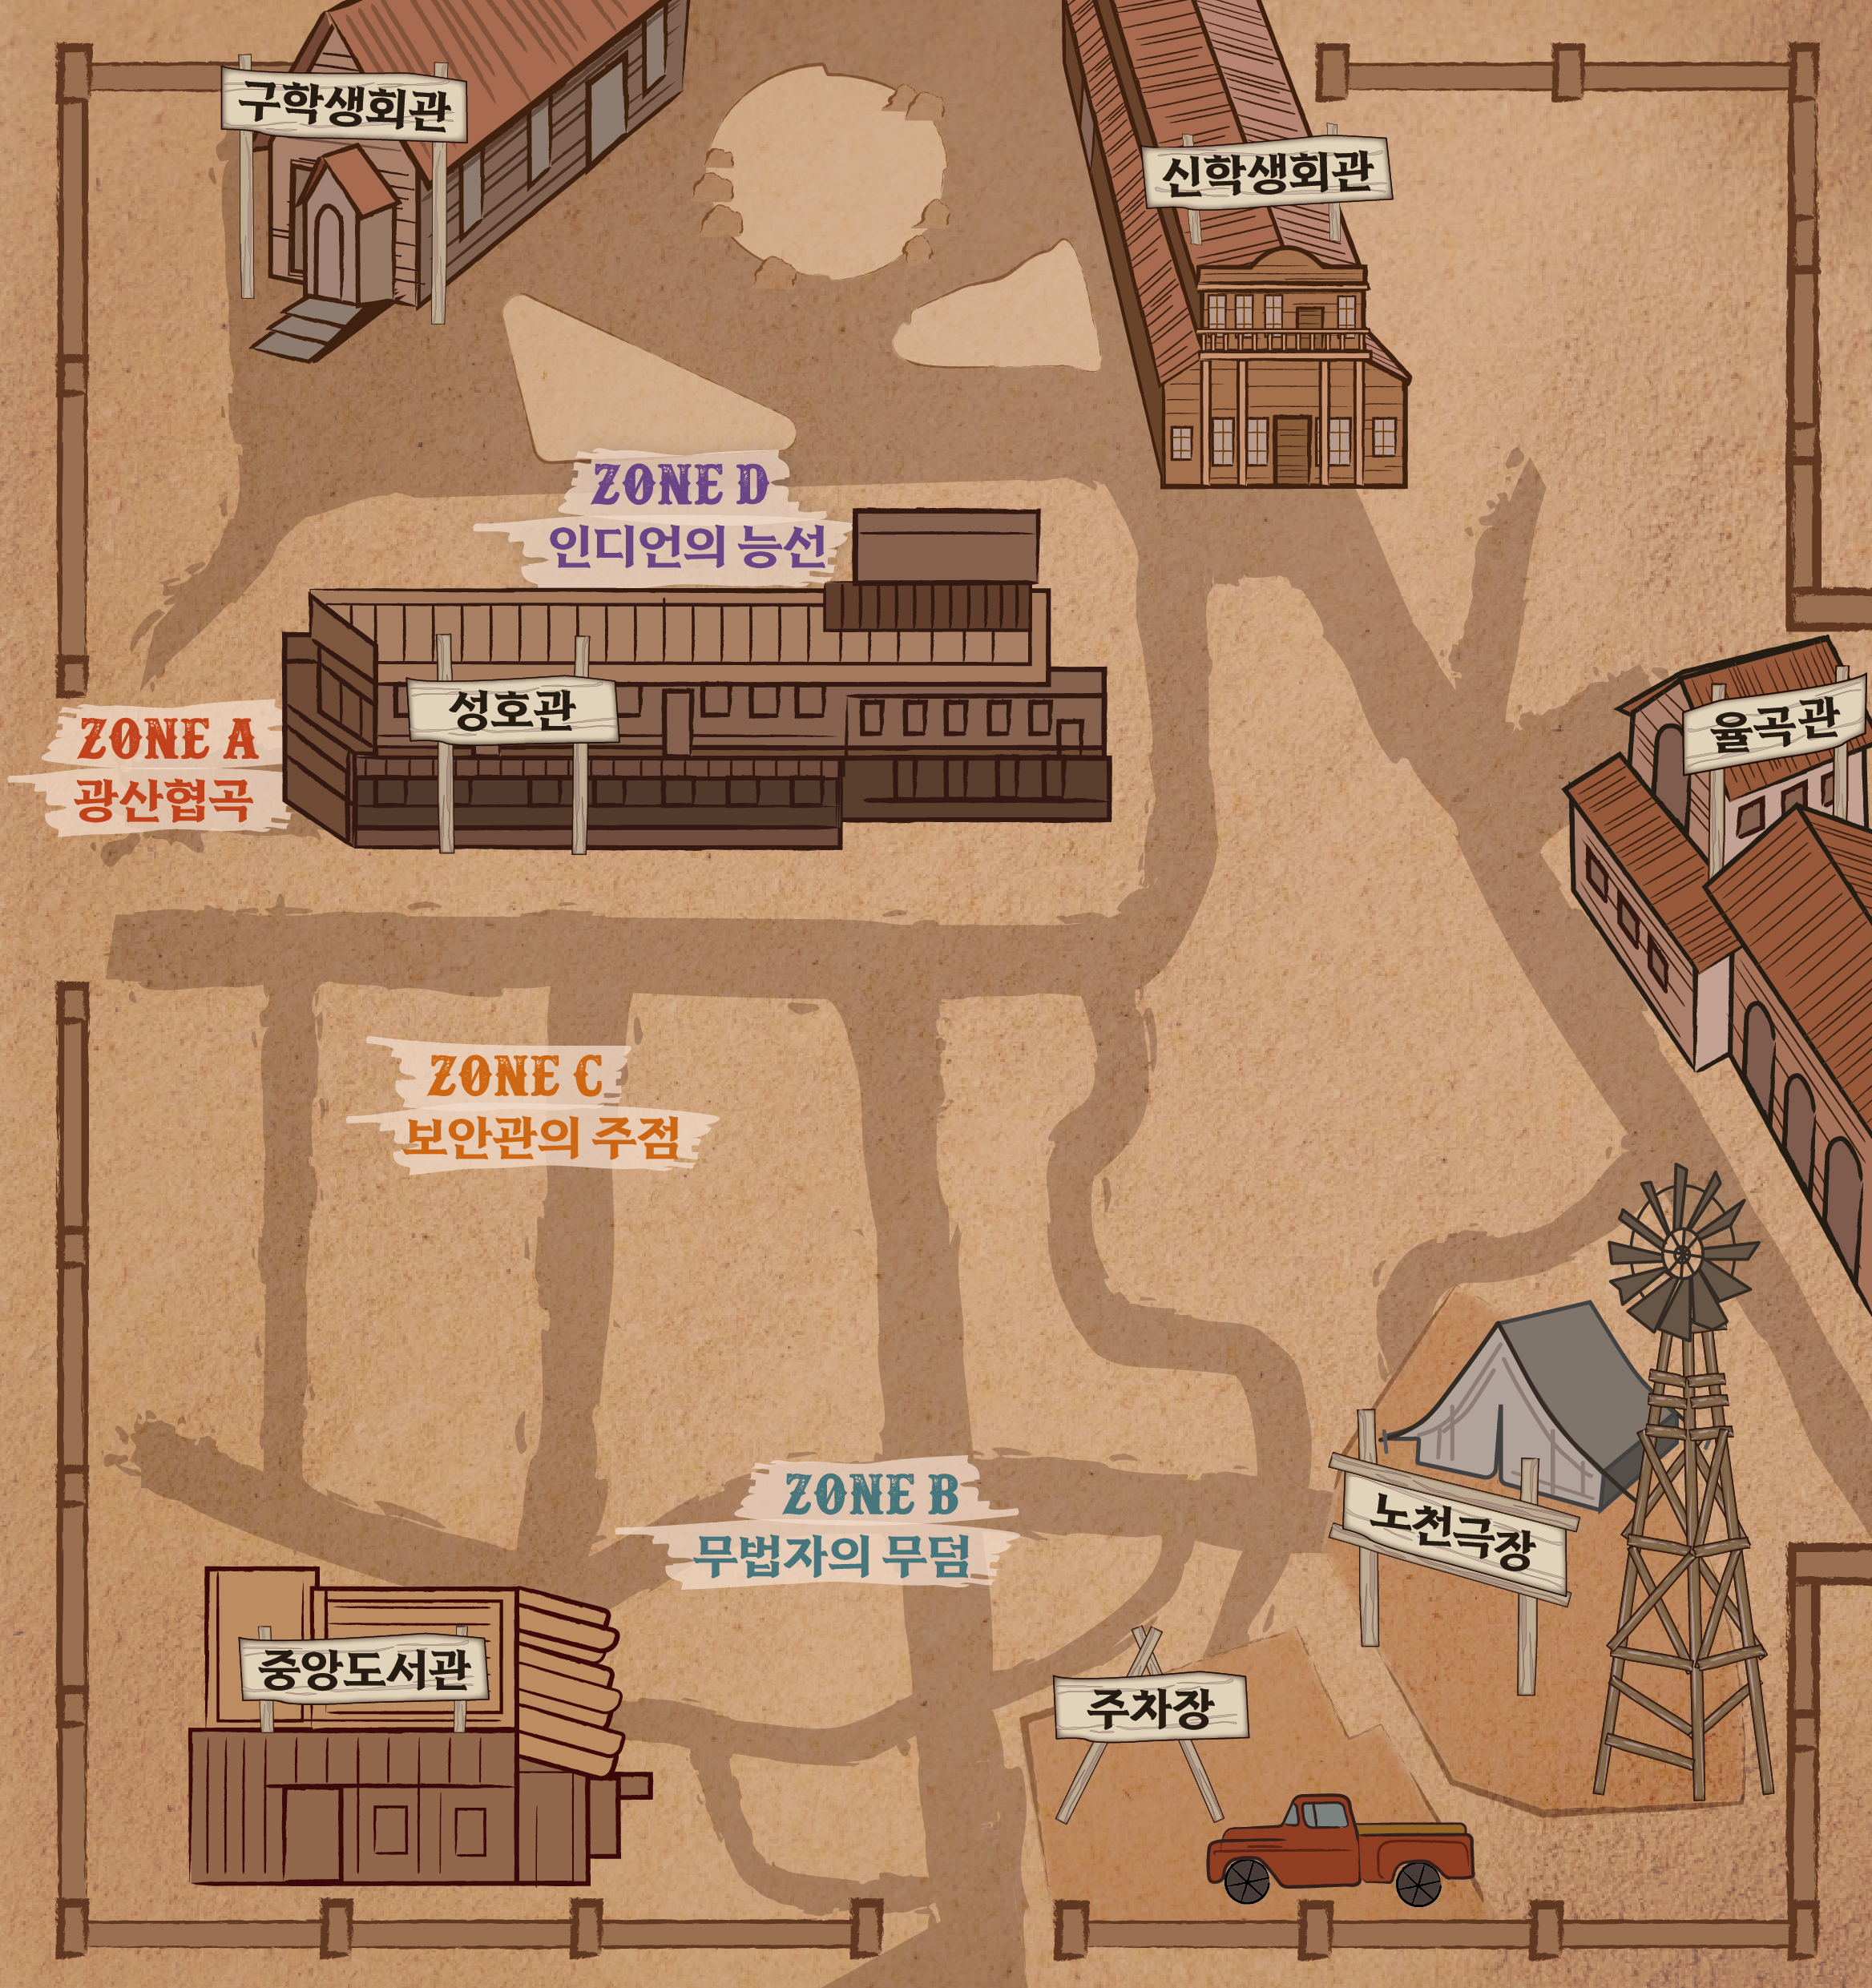 구학생회관
신학생회관
ZONE D
인디언의 능선
성호관
율곡관
ZONE A
광산협곡
ZONE C
보안관의 주점
ZONE B
무법자의 무덤
노천극장
중앙도서관
주차장